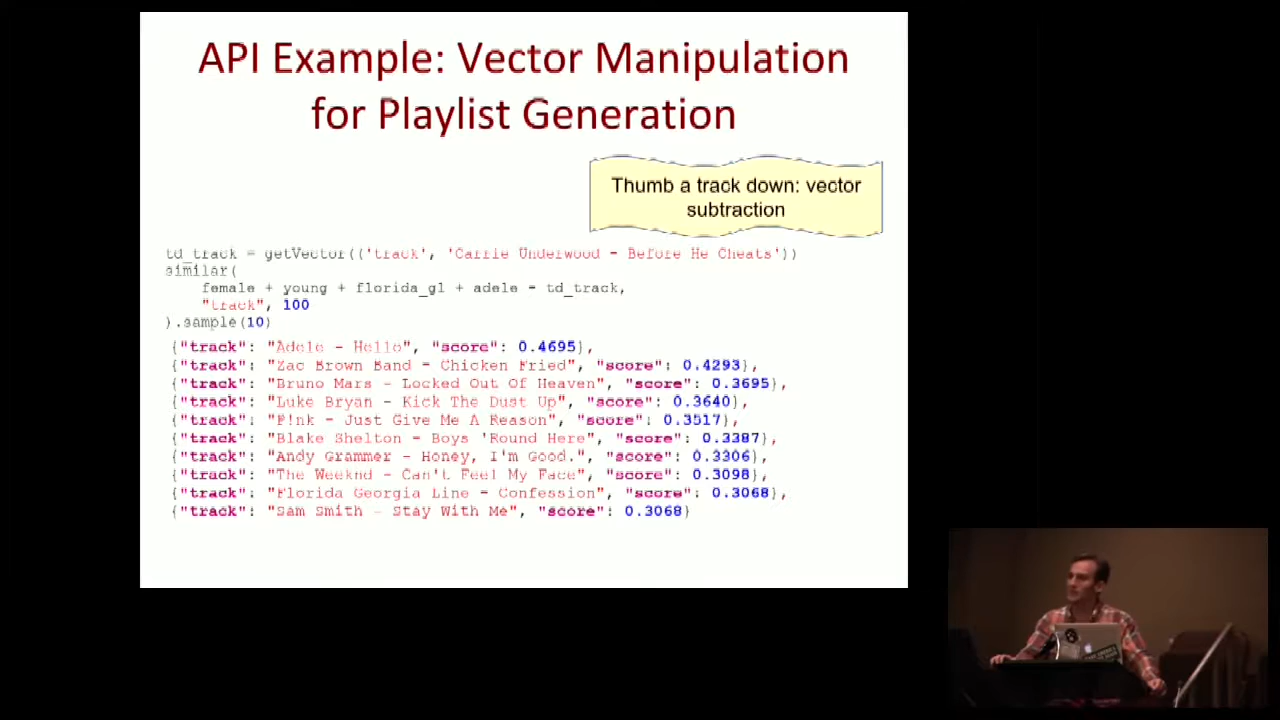 API Example: Vector Manipulation
for Playlist Generation
Thumb a track down: vector
subtraction
td_track = getVector(('track', 'Carrie Underwood - Before He Cheats'))
similar(
    female + young + florida_gl + adele - td_track,
    "track", 100
).sample(10)
{"track": "Adele - Hello", "score": 0.4695},
{"track": "Zac Brown Band - Chicken Fried", "score": 0.4293},
{"track": "Bruno Mars - Locked Out Of Heaven", "score": 0.3695},
{"track": "Luke Bryan - Kick The Dust Up", "score": 0.3640},
{"track": "P!nk - Just Give Me A Reason", "score": 0.3517},
{"track": "Blake Shelton - Boys 'Round Here", "score": 0.3387},
{"track": "Andy Grammer - Honey, I'm Good.", "score": 0.3306},
{"track": "The Weeknd - Can't Feel My Face", "score": 0.3098},
{"track": "Florida Georgia Line - Confession", "score": 0.3068},
{"track": "Sam Smith - Stay With Me", "score": 0.3068}